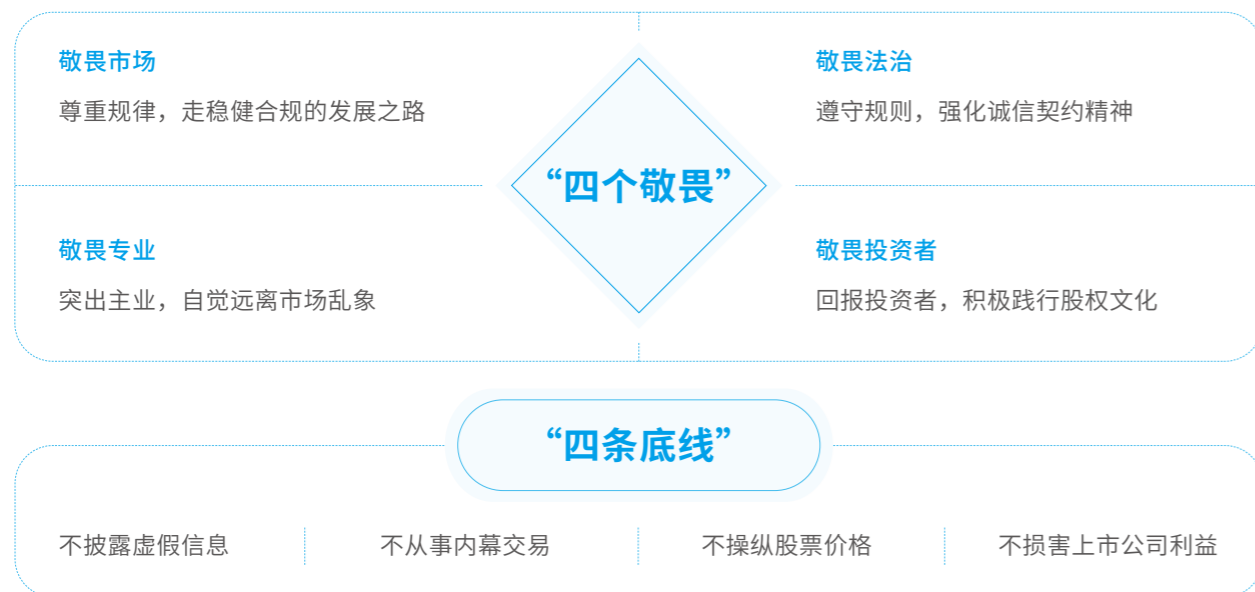 敬畏市场
尊重规律，走稳健合规的发展之路
敬畏法治
遵守规则，强化诚信契约精神
“四个敬畏”
敬畏专业
突出主业，自觉远离市场乱象
敬畏投资者
回报投资者，积极践行股权文化
“四条底线”
不披露虚假信息
不从事内幕交易
不操纵股票价格
不损害上市公司利益